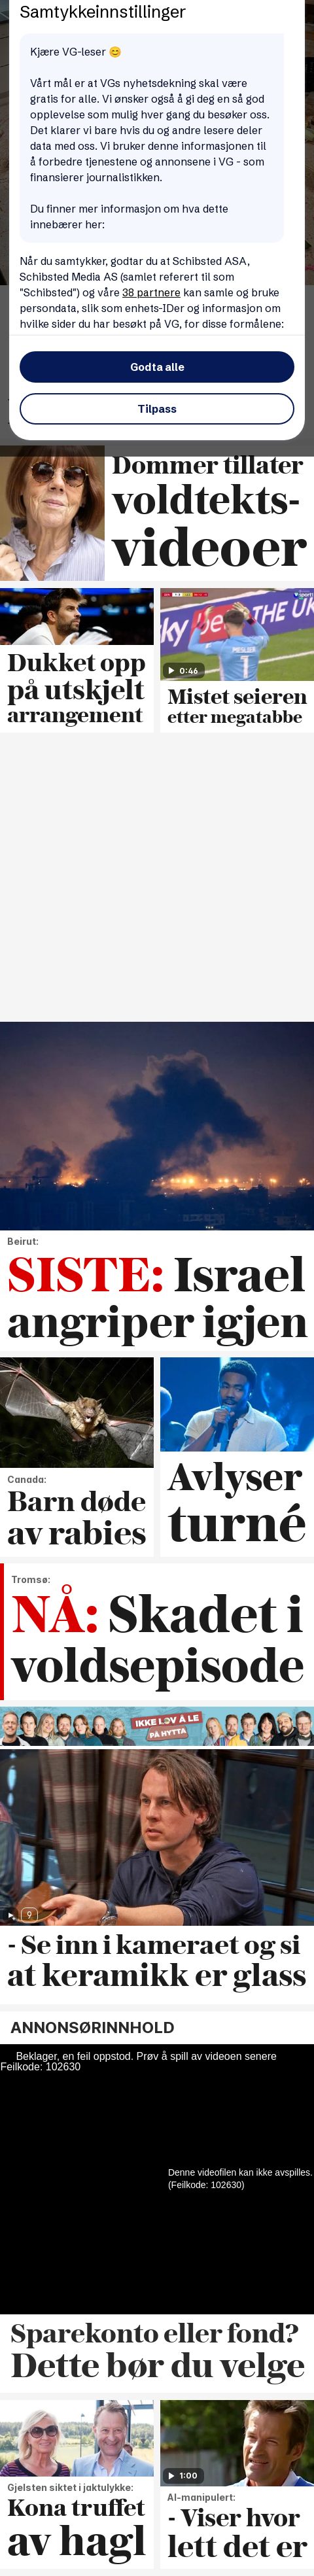 Samtykkeinnstillinger
Kjære VG-leser 😊
Vårt mål er at VGs nyhetsdekning skal være
gratis for alle. Vi ønsker også å gi deg en så god
opplevelse som mulig hver gang du besøker oss.
Det klarer vi bare hvis du og andre lesere deler
data med oss. Vi bruker denne informasjonen til
å forbedre tjenestene og annonsene i VG - som
finansierer journalistikken.
Du finner mer informasjon om hva dette
innebærer her:
Når du samtykker, godtar du at Schibsted ASA,
Schibsted Media AS (samlet referert til som
"Schibsted") og våre 38 partnere kan samle og bruke
persondata, slik som enhets-IDer og informasjon om
hvilke sider du har besøkt på VG, for disse formålene:
Godta alle
Tilpass
Dommer tillater
voldtekts-
videoer
Dukket opp
på utskjelt
arrangement
0:46
Mistet seieren
etter megatabbe
Beirut:
SISTE: Israel
angriper igjen
Canada:
Barn døde
av rabies
Avlyser
turné
Tromsø:
NÅ: Skadet i
voldsepisode
IKKE LOV Å LE
PÅ HYTTA
9
- Se inn i kameraet og si
at keramikk er glass
ANNONSØRINNHOLD
Beklager, en feil oppstod. Prøv å spill av videoen senere
Feilkode: 102630
Denne videofilen kan ikke avspilles.
(Feilkode: 102630)
Sparekonto eller fond?
Dette bør du velge
Gjelsten siktet i jaktulykke:
Kona truffet
av hagl
1:00
AI-manipulert:
- Viser hvor
lett det er